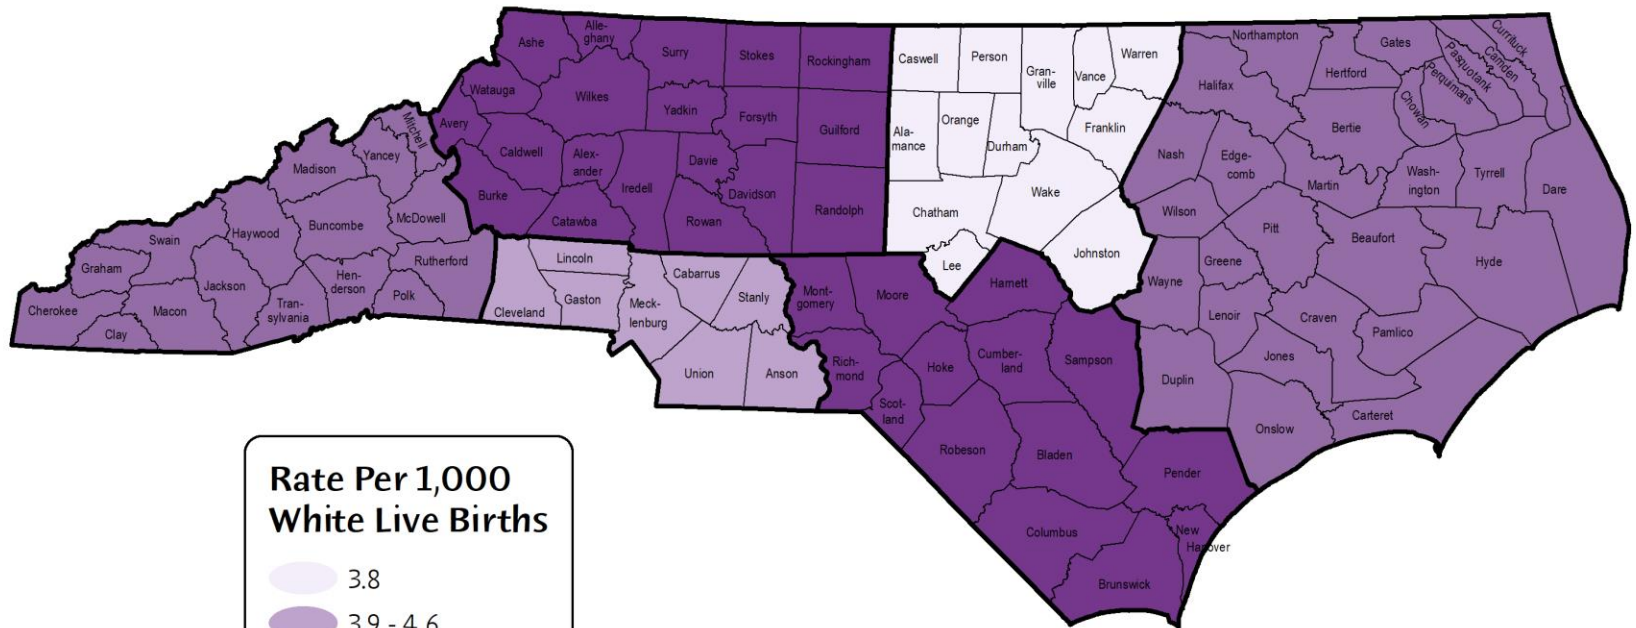 Ashe
Alle-
ghany
Surry
Stokes
Rockingham
Caswell
Person
Gran-
ville
Vance
Warren
Northampton
Gates
Currituck
Camden
Pasquotank
Perquimans
Hertford
Halifax
Watauga
Wilkes
Yadkin
Forsyth
Guilford
Ala-
mance
Orange
Durham
Franklin
Bertie
Chowan
Mitchell
Avery
Yancey
Madison
Caldwell
Alex-
ander
Davie
Iredell
Davidson
Nash
Edge-
comb
Martin
Wash-
ington
Tyrrell
Dare
Burke
Catawba
Rowan
Randolph
Chatham
Wake
Wilson
Pitt
Beaufort
McDowell
Buncombe
Haywood
Swain
Graham
Rutherford
Lincoln
Cabarrus
Lee
Johnston
Greene
Hyde
Cherokee
Clay
Macon
Jackson
Tran-
sylvania
Hen-
derson
Polk
Cleveland
Gaston
Meck-
lenburg
Stanly
Mont-
gomery
Moore
Harnett
Wayne
Lenoir
Craven
Pamlico
Jones
Union
Anson
Rich-
mond
Hoke
Cumber-
land
Sampson
Duplin
Scot-
land
Onslow
Carteret
Robeson
Bladen
Pender
Columbus
New
Hanover
Brunswick
Rate Per 1,000
White Live Births
3.8
3.9 - 4.6